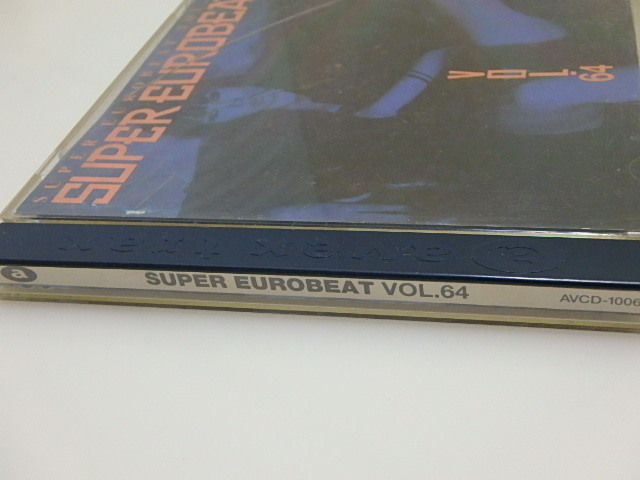 SUPER EUROBEAT
VOL.64
avex trax
a
SUPER EUROBEAT VOL.64
AVCD-1006